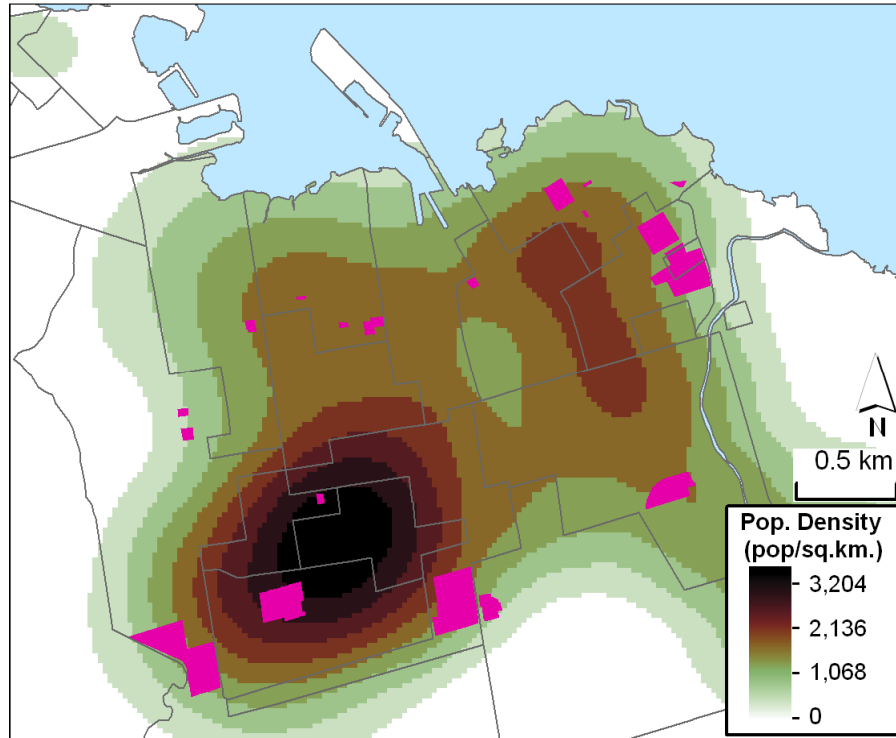 N
0.5 km
Pop. Density
(pop/sq.km.)
3,204
2,136
1,068
0